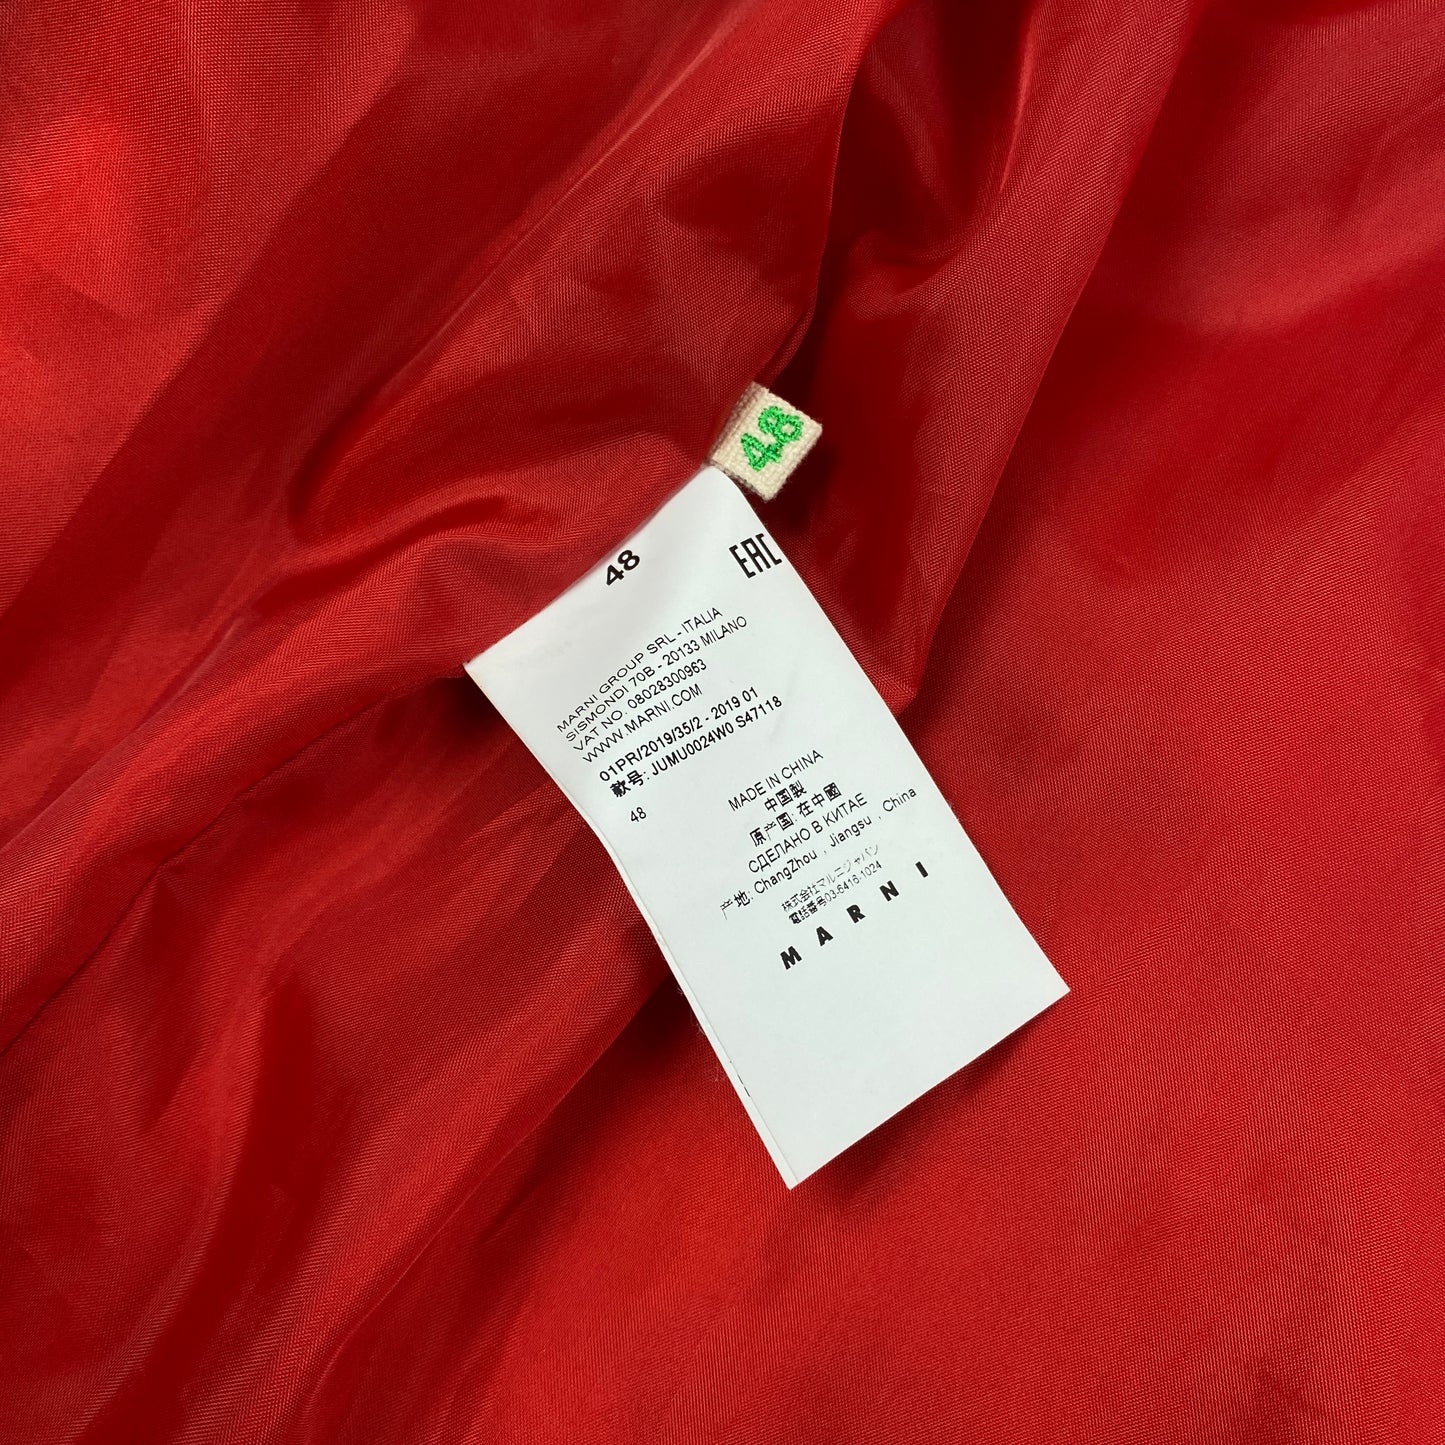 48
48
EAC
MARNI GROUP SRL - ITALIA
SISMONDI 70B - 20133 MILANO
VAT NO. 08028300963
WWW.MARNI.COM
01PR/2019/35/2 - 2019 01
款号: JUMU0024W0 S47118
48
MADE IN CHINA
中国製
原产国: 在中國
СДЕЛАНО В КИТАЕ
产地: ChangZhou , Jiangsu , China
株式会社マルニジャパン
電話番号03-6416-1024
MARNI